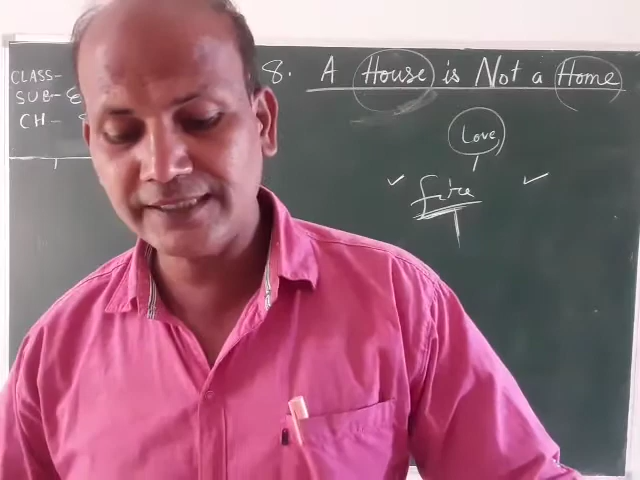 CLASS-
SUB- E
CH-
8. A House is Not a Home
Love
fire